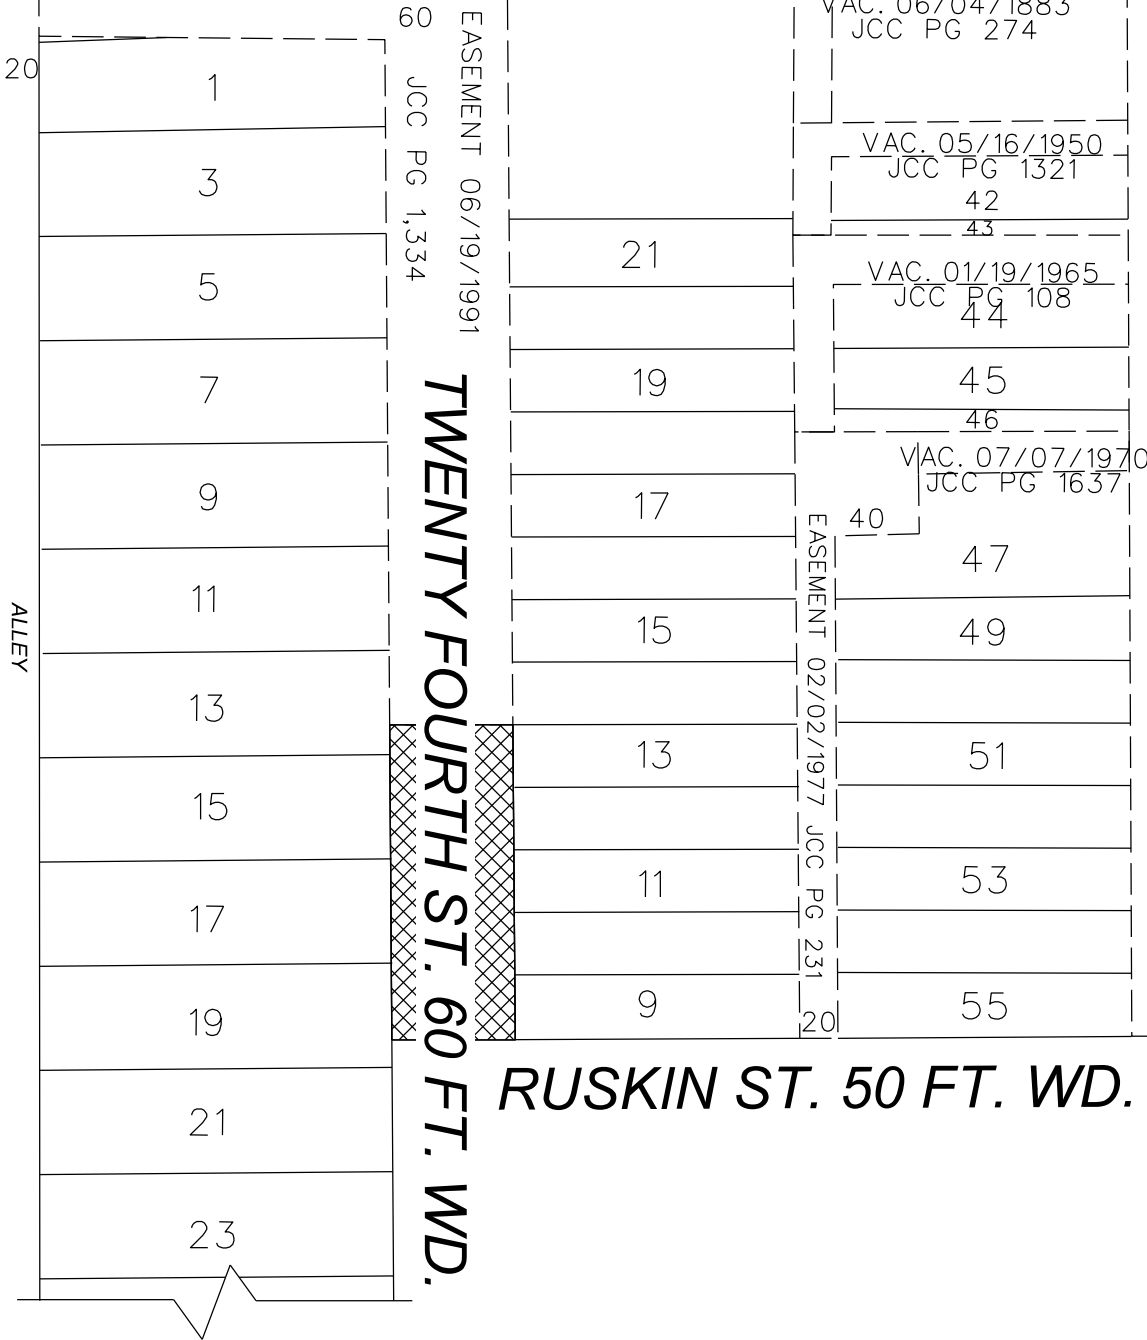 VAC. 06/04/1883
JCC PG 274
60
EASEMENT 06/19/1991
JCC PG 1,334
20
1
3
5
7
9
11
13
15
17
19
21
23
ALLEY
TWENTY FOURTH ST. 60 FT. WD.
21
19
17
15
13
11
9
VAC. 05/16/1950
JCC PG 1321
42
43
VAC. 01/19/1965
JCC PG 108
44
45
46
VAC. 07/07/1970
JCC PG 1637
40
EASEMENT 02/02/1977 JCC PG 231
20
47
49
51
53
55
RUSKIN ST. 50 FT. WD.